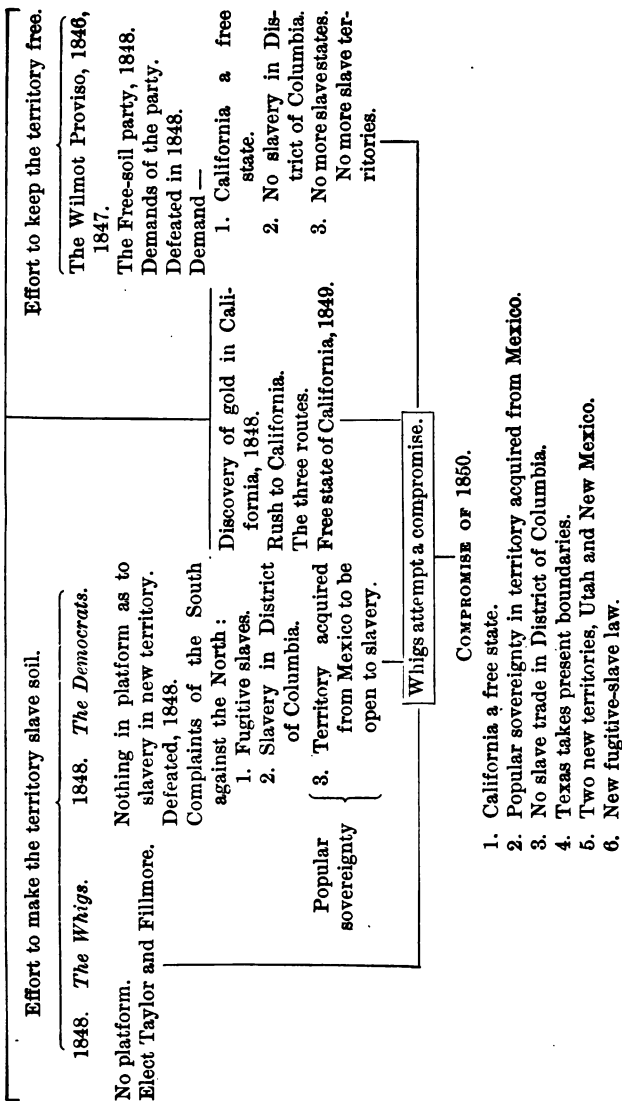 Effort to make the territory slave soil.
1848. The Whigs.
No platform.
Elect Taylor and Fillmore.
1848. The Democrats.
Nothing in platform as to
slavery in new territory.
Defeated, 1848.
Complaints of the South
against the North:
1. Fugitive slaves.
2. Slavery in District
of Columbia.
Popular
sovereignty
3. Territory acquired
from Mexico to be
open to slavery.
Discovery of gold in Cali-
fornia, 1848.
Rush to California.
The three routes.
Free state of California, 1849.
Effort to keep the territory free.
The Wilmot Proviso, 1846,
1847.
The Free-soil party, 1848.
Demands of the party.
Defeated in 1848.
Demand —
1. California a free
state.
2. No slavery in Dis-
trict of Columbia.
3. No more slave states.
No more slave ter-
ritories.
Whigs attempt a compromise.
COMPROMISE OF 1850.
1. California a free state.
2. Popular sovereignty in territory acquired from Mexico.
3. No slave trade in District of Columbia.
4. Texas takes present boundaries.
5. Two new territories, Utah and New Mexico.
6. New fugitive-slave law.